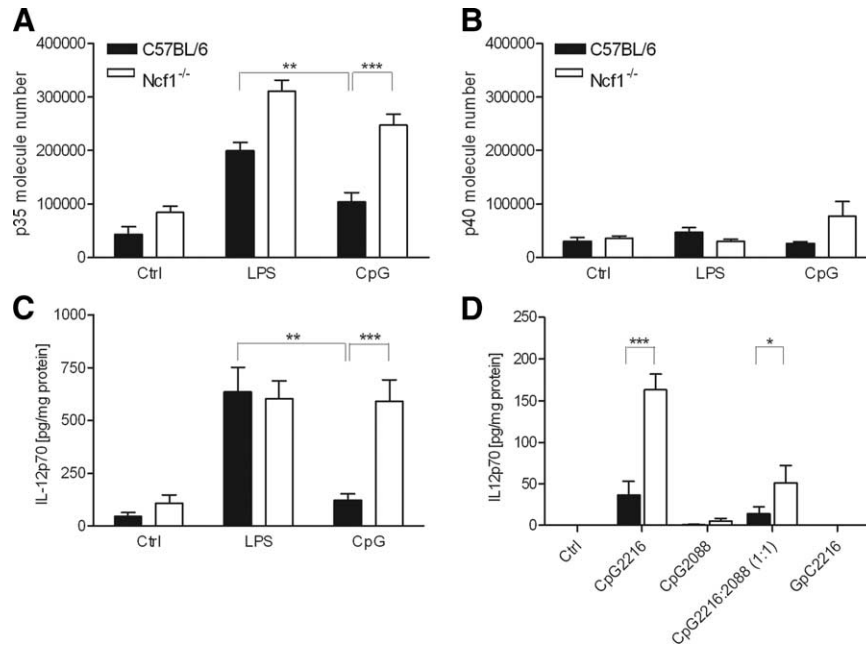 A
p35 molecule number
400000
300000
200000
100000
0
C57BL/6
Ncf1-/-
**
***
Ctrl LPS CpG
B
p40 molecule number
400000
300000
200000
100000
0
C57BL/6
Ncf1-/-
Ctrl LPS CpG
C
IL-12p70 [pg/mg protein]
1000
750
500
250
0
**
***
Ctrl LPS CpG
D
IL12p70 [pg/mg protein]
250
200
150
100
50
0
***
*
Ctrl
CpG2216
CpG2088
CpG2216:2088 (1:1)
GpC2216